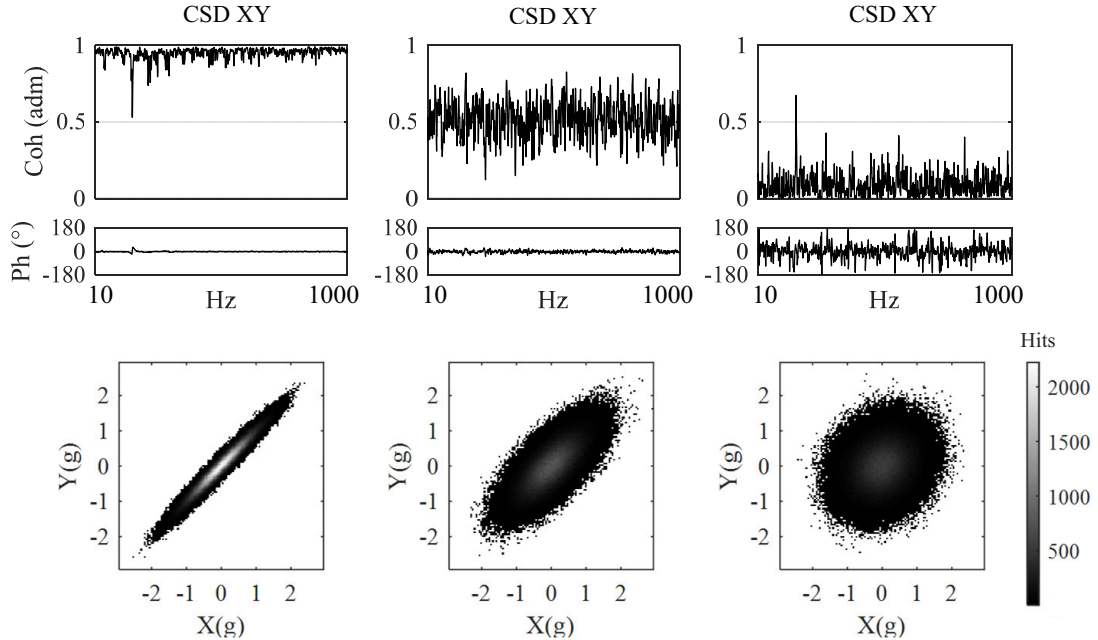 CSD XY CSD XY CSD XY
1 1 1
Coh (adm)
0.5 0.5 0.5
0 0 0
180 180 180
Ph (°)
0 0 0
-180 -180 -180
10 Hz 1000 10 Hz 1000 10 Hz 1000
Hits
2000
1500
1000
500
2 2 2
1 1 1
Y(g) 0 Y(g) 0 Y(g) 0
-1 -1 -1
-2 -2 -2
-2 -1 0 1 2 -2 -1 0 1 2 -2 -1 0 1 2
X(g) X(g) X(g)